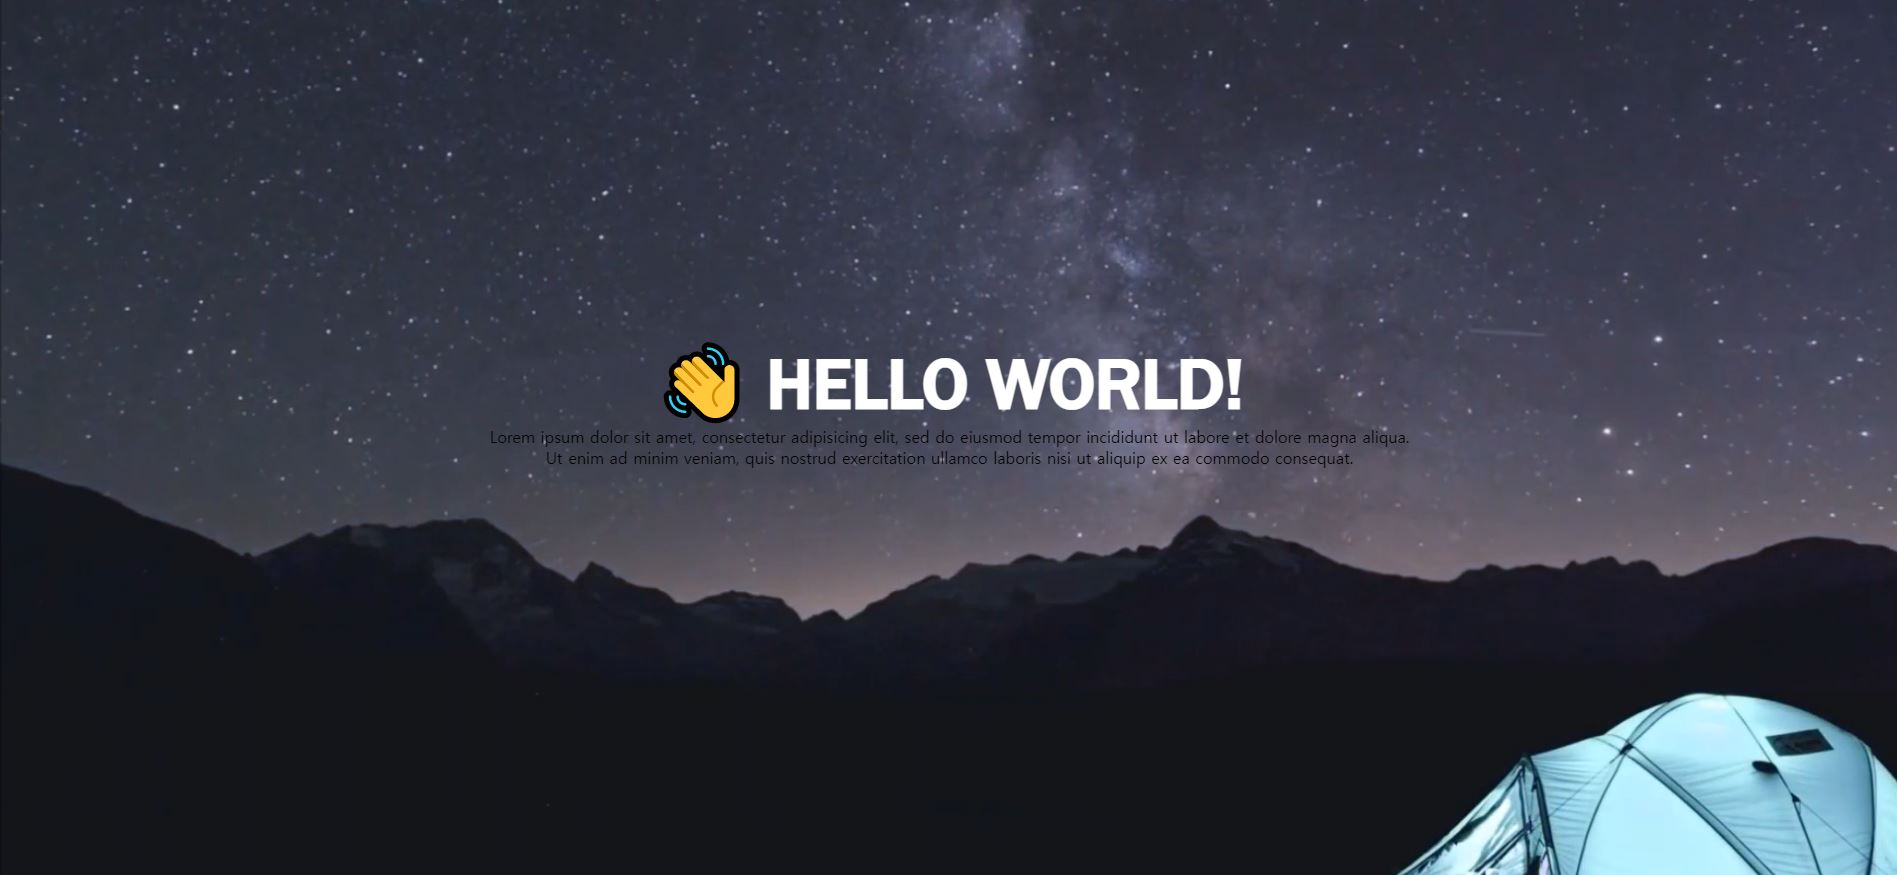 👋 HELLO WORLD!
Lorem ipsum dolor sit amet, consectetur adipisicing elit, sed do eiusmod tempor incididunt ut labore et dolore magna aliqua.
Ut enim ad minim veniam, quis nostrud exercitation ullamco laboris nisi ut aliquip ex ea commodo consequat.